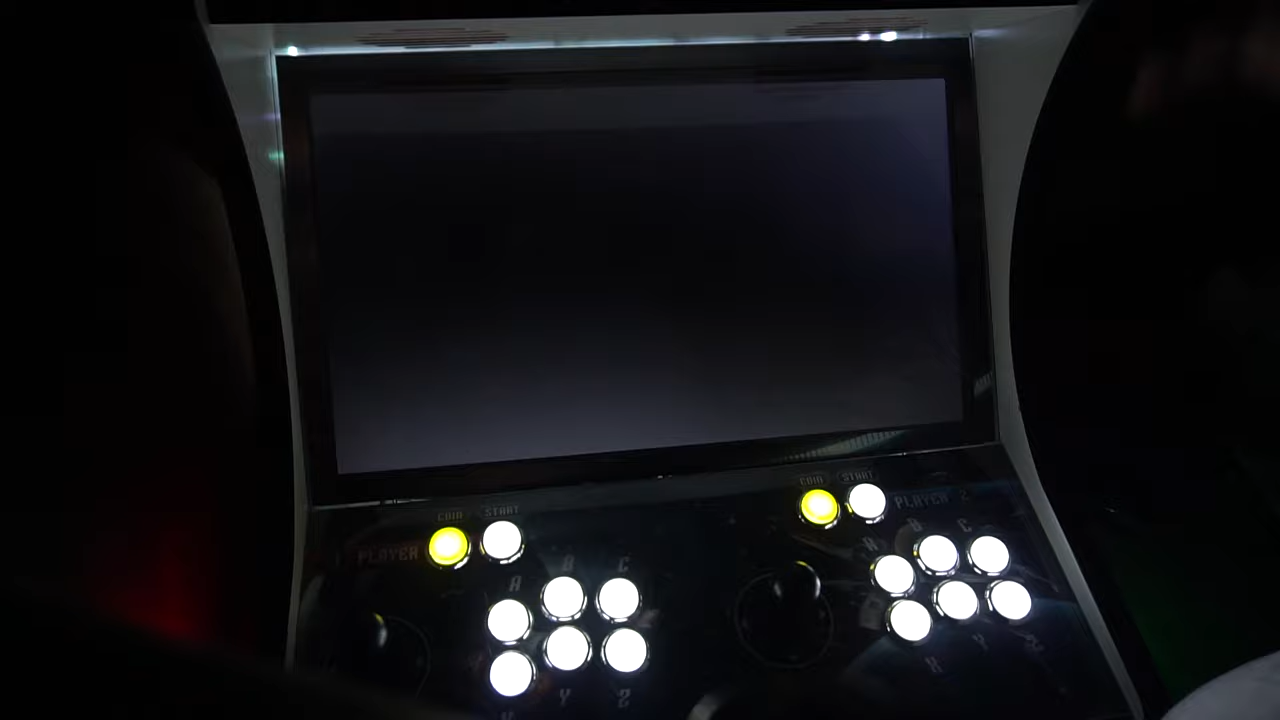 COIN START
PLAYER 2
B C
A
X Y Z
COIN START
PLAYER
B C
A
X Y Z